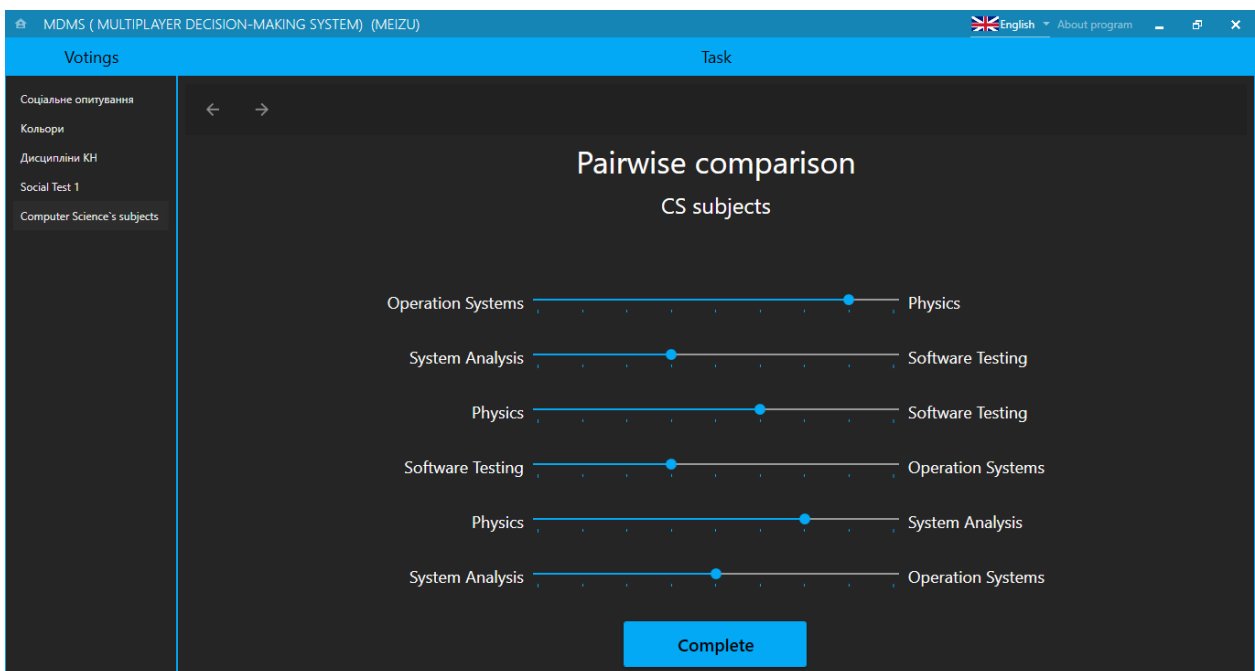 MDMS ( MULTIPLAYER DECISION-MAKING SYSTEM) (MEIZU)
English About program
Votings Task
Соціальне опитування
Кольори
Дисципліни КН
Social Test 1
Computer Science`s subjects
Pairwise comparison
CS subjects
Operation Systems Physics
System Analysis Software Testing
Physics Software Testing
Software Testing Operation Systems
Physics System Analysis
System Analysis Operation Systems
Complete